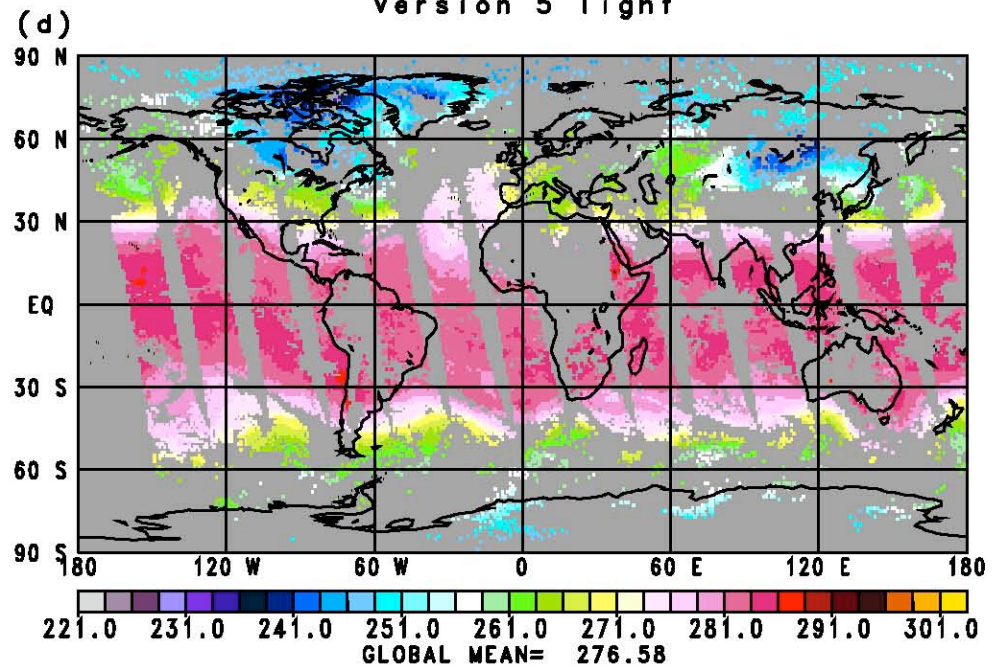 Version 5 light
(d)
90 N
60 N
30 N
EQ
30 S
60 S
90 S
180 120 W 60 W 0 60 E 120 E 180
221.0 231.0 241.0 251.0 261.0 271.0 281.0 291.0 301.0
GLOBAL MEAN= 276.58